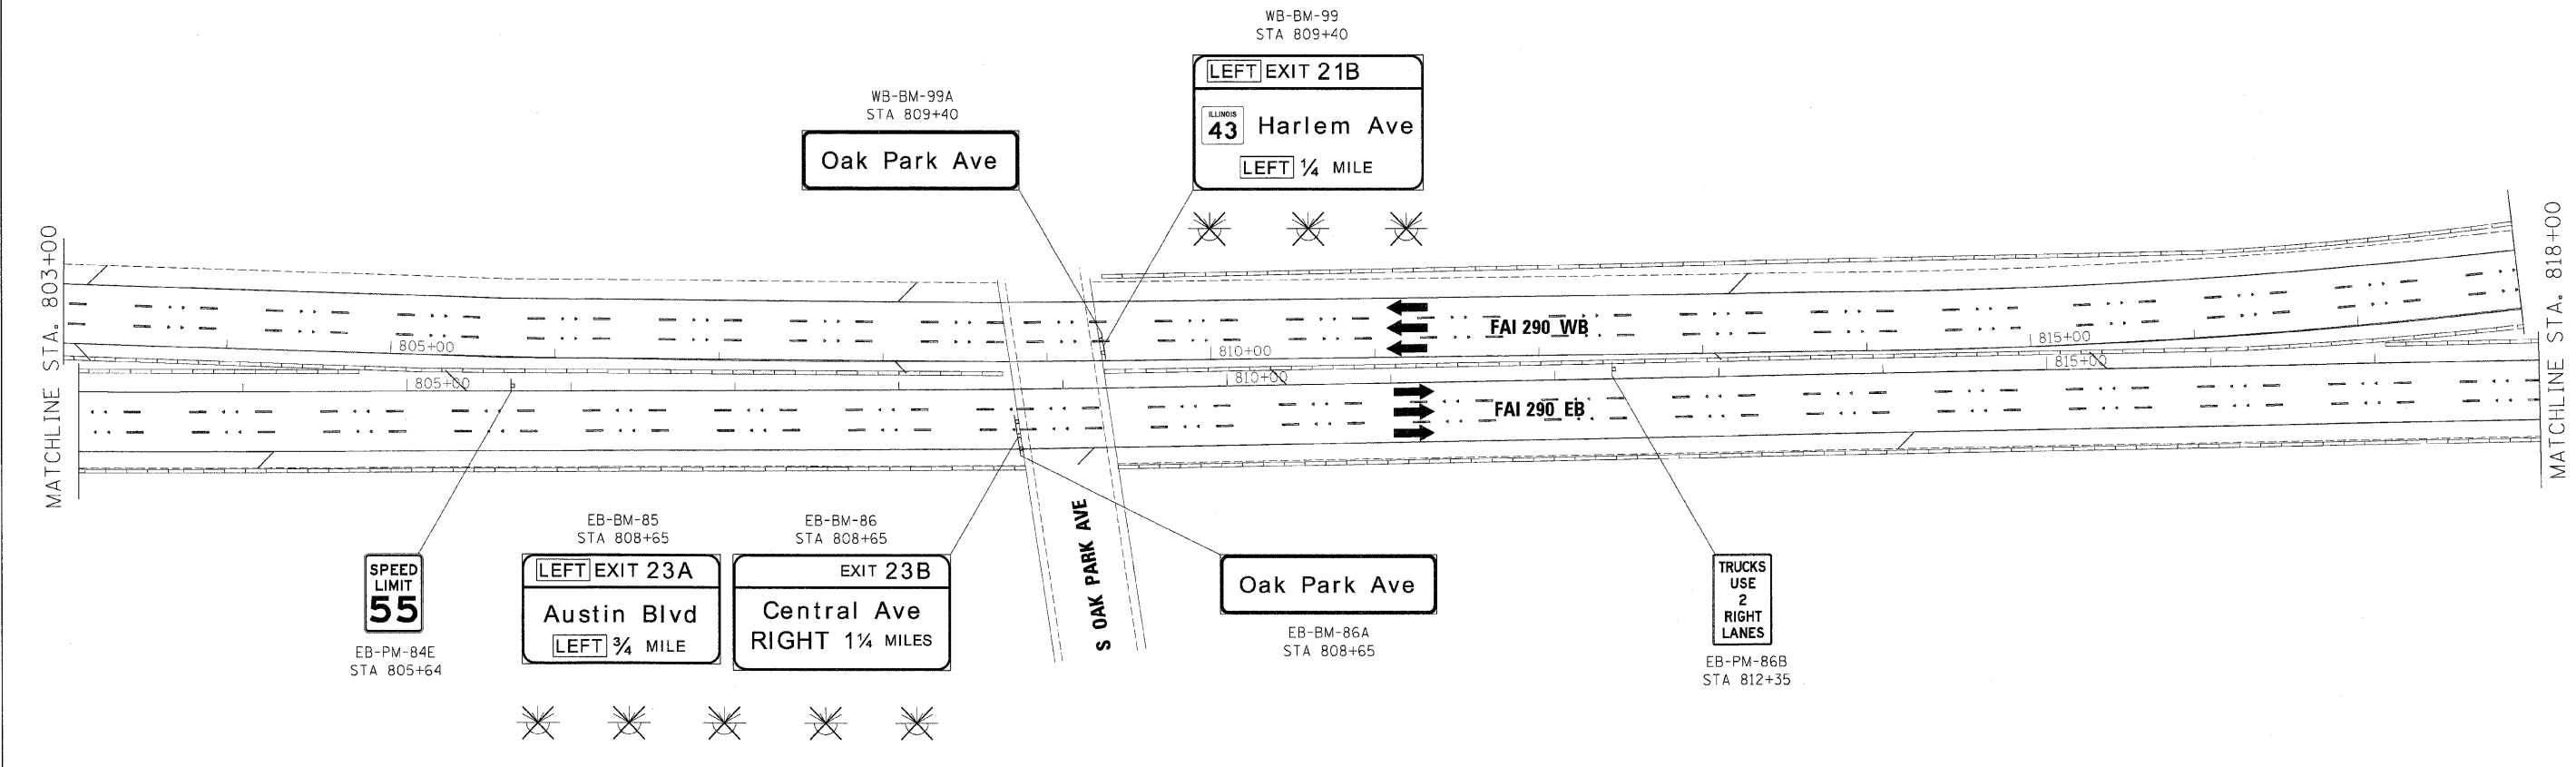 WB-BM-99
STA 809+40
LEFT EXIT 21B
ILLINOIS
43 Harlem Ave
LEFT ¼ MILE
WB-BM-99A
STA 809+40
Oak Park Ave
MATCHLINE STA. 803+00
MATCHLINE STA. 818+00
FAI 290 WB
805+00
810+00
815+00
805+00
810+00
815+00
FAI 290 EB
S OAK PARK AVE
SPEED
LIMIT
55
EB-PM-84E
STA 805+64
EB-BM-85
STA 808+65
LEFT EXIT 23A
Austin Blvd
LEFT ¾ MILE
EB-BM-86
STA 808+65
EXIT 23B
Central Ave
RIGHT 1¼ MILES
Oak Park Ave
EB-BM-86A
STA 808+65
TRUCKS
USE
2
RIGHT
LANES
EB-PM-86B
STA 812+35